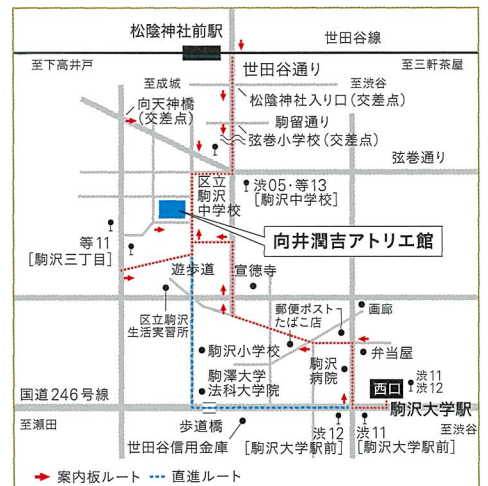 松陰神社前駅
世田谷線
至下高井戸
至三軒茶屋
世田谷通り
至成城
至渋谷
向天神橋
(交差点)
松陰神社入り口(交差点)
駒留通り
弦巻小学校(交差点)
弦巻通り
区立
駒沢
中学校
渋05・等13
[駒沢中学校]
向井潤吉アトリエ館
等11
[駒沢三丁目]
遊歩道
宣徳寺
区立駒沢
生活実習所
郵便ポスト
たばこ店
画廊
駒沢小学校
駒沢
病院
弁当屋
駒澤大学
法科大学院
西口
渋11
渋12
国道246号線
駒沢大学駅
至瀬田
歩道橋
至渋谷
世田谷信用金庫
渋12
[駒沢大学駅前]
渋11
[駒沢大学駅前]
案内板ルート
直進ルート